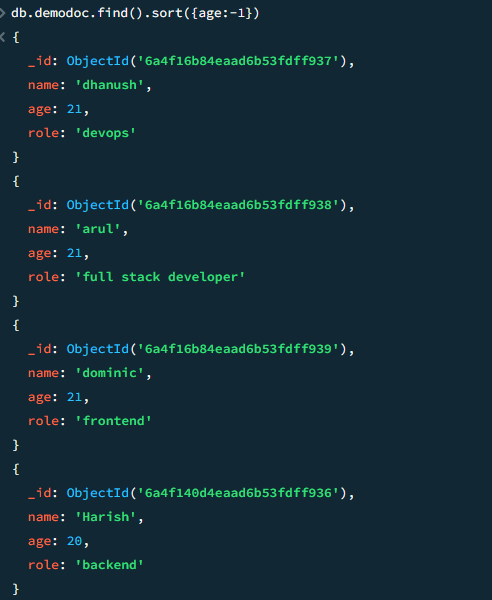 > db.demodoc.find().sort({age:-1})
< {
_id: ObjectId('6a4f16b84eaad6b53fdff937'),
name: 'dhanush',
age: 21,
role: 'devops'
}
{
_id: ObjectId('6a4f16b84eaad6b53fdff938'),
name: 'arul',
age: 21,
role: 'full stack developer'
}
{
_id: ObjectId('6a4f16b84eaad6b53fdff939'),
name: 'dominic',
age: 21,
role: 'frontend'
}
{
_id: ObjectId('6a4f140d4eaad6b53fdff936'),
name: 'Harish',
age: 20,
role: 'backend'
}